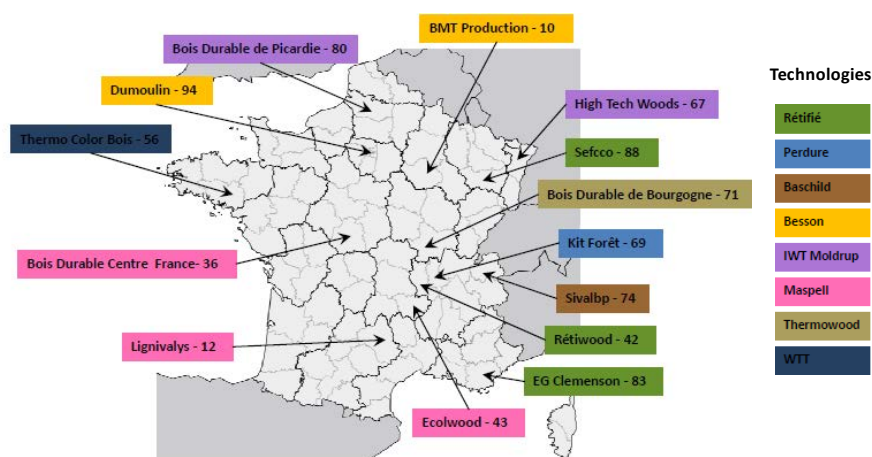 BMT Production - 10
Bois Durable de Picardie - 80
Dumoulin - 94
High Tech Woods - 67
Thermo Color Bois - 56
Sefcco - 88
Bois Durable de Bourgogne - 71
Kit Forêt - 69
Bois Durable Centre France- 36
Sivalbp - 74
Rétiwood - 42
Lignivalys - 12
EG Clemenson - 83
Ecolwood - 43
Technologies
Rétifié
Perdure
Baschild
Besson
IWT Moldrup
Maspell
Thermowood
WTT